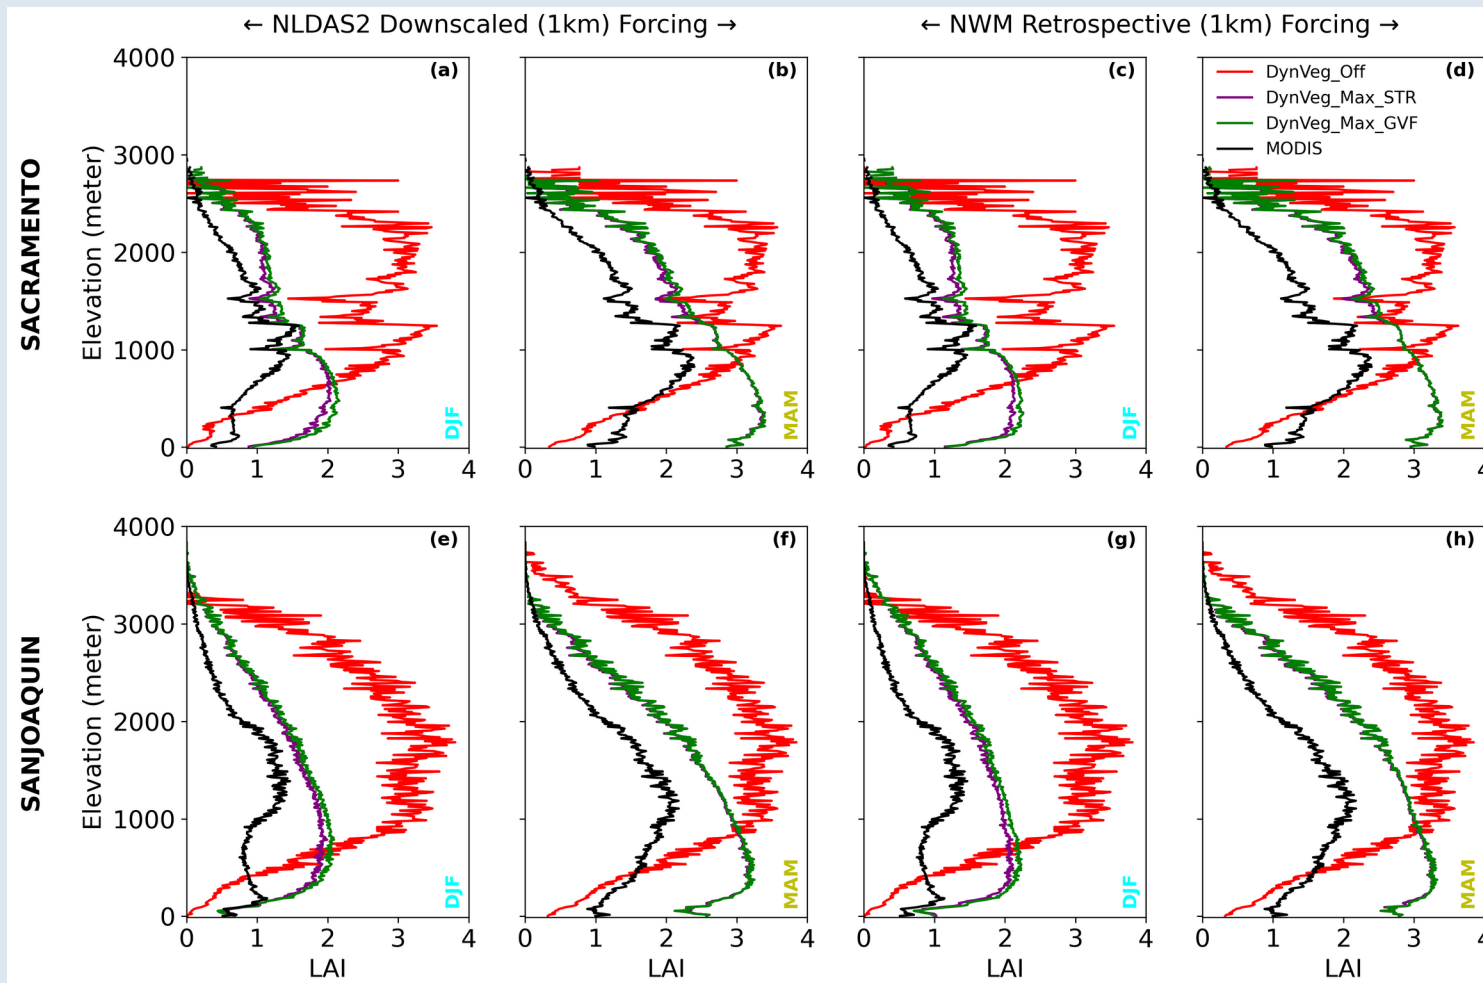 ← NLDAS2 Downscaled (1km) Forcing →
← NWM Retrospective (1km) Forcing →
SACRAMENTO
Elevation (meter)
4000
3000
2000
1000
0
(a)
DJF
0 1 2 3 4
(b)
MAM
0 1 2 3 4
(c)
DJF
0 1 2 3 4
(d)
DynVeg_Off
DynVeg_Max_STR
DynVeg_Max_GVF
MODIS
MAM
0 1 2 3 4
SANJOAQUIN
Elevation (meter)
4000
3000
2000
1000
0
(e)
DJF
0 1 2 3 4
LAI
(f)
MAM
0 1 2 3 4
LAI
(g)
DJF
0 1 2 3 4
LAI
(h)
MAM
0 1 2 3 4
LAI